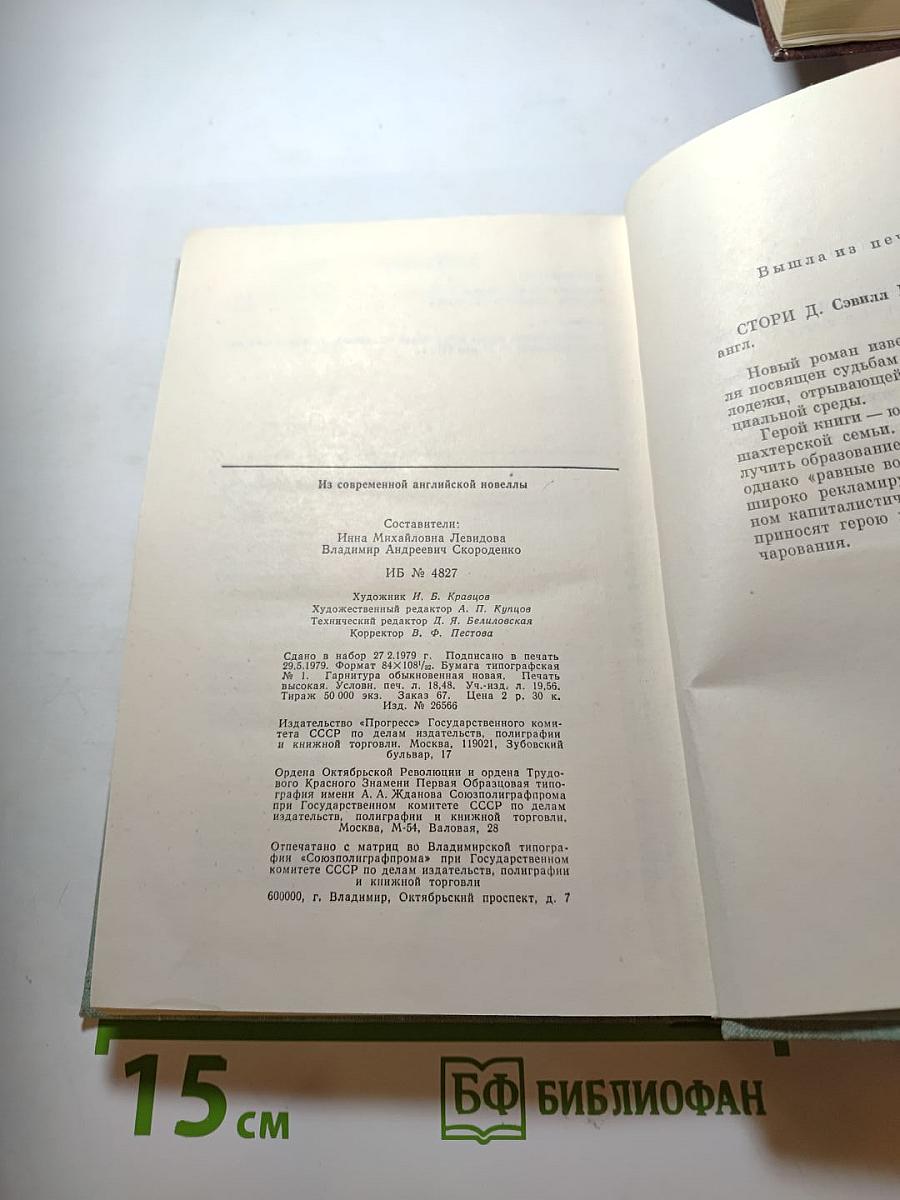 Из современной английской новеллы
Составители:
Инна Михайловна Левидова
Владимир Андреевич Скороденко
ИБ № 4827
Художник И. Б. Кравцов
Художественный редактор А. П. Купцов
Технический редактор Д. Я. Белиловская
Корректор В. Ф. Пестова
Сдано в набор 27 2.1979 г. Подписано в печать
29.5.1979. Формат 84×108¹/₃₂. Бумага типографская
№ 1. Гарнитура обыкновенная новая. Печать
высокая. Условн. печ. л. 18,48. Уч.-изд. л. 19,56.
Тираж 50 000 экз. Заказ 67. Цена 2 р. 30 к.
Изд. № 26566
Издательство «Прогресс» Государственного коми-
тета СССР по делам издательств, полиграфии
и книжной торговли. Москва, 119021, Зубовский
бульвар, 17
Ордена Октябрьской Революции и ордена Трудо-
вого Красного Знамени Первая Образцовая типо-
графия имени А. А. Жданова Союзполиграфпрома
при Государственном комитете СССР по делам
издательств, полиграфии и книжной торговли.
Москва, М-54, Валовая, 28
Отпечатано с матриц во Владимирской типогра-
фии «Союзполиграфпрома» при Государственном
комитете СССР по делам издательств, полиграфии
и книжной торговли
600000, г. Владимир, Октябрьский проспект, д. 7
Вышла из
СТОРИ Д. Сэвилл
англ.
Новый роман
ля посвящен судьбам
лодежи, отрывающей
циальной среды.
Герой книги —
шахтерской семьи.
лучить образование
однако «равные
широко
ном
приносят герою
чарования.
15 см
БФ БИБЛИОФАН